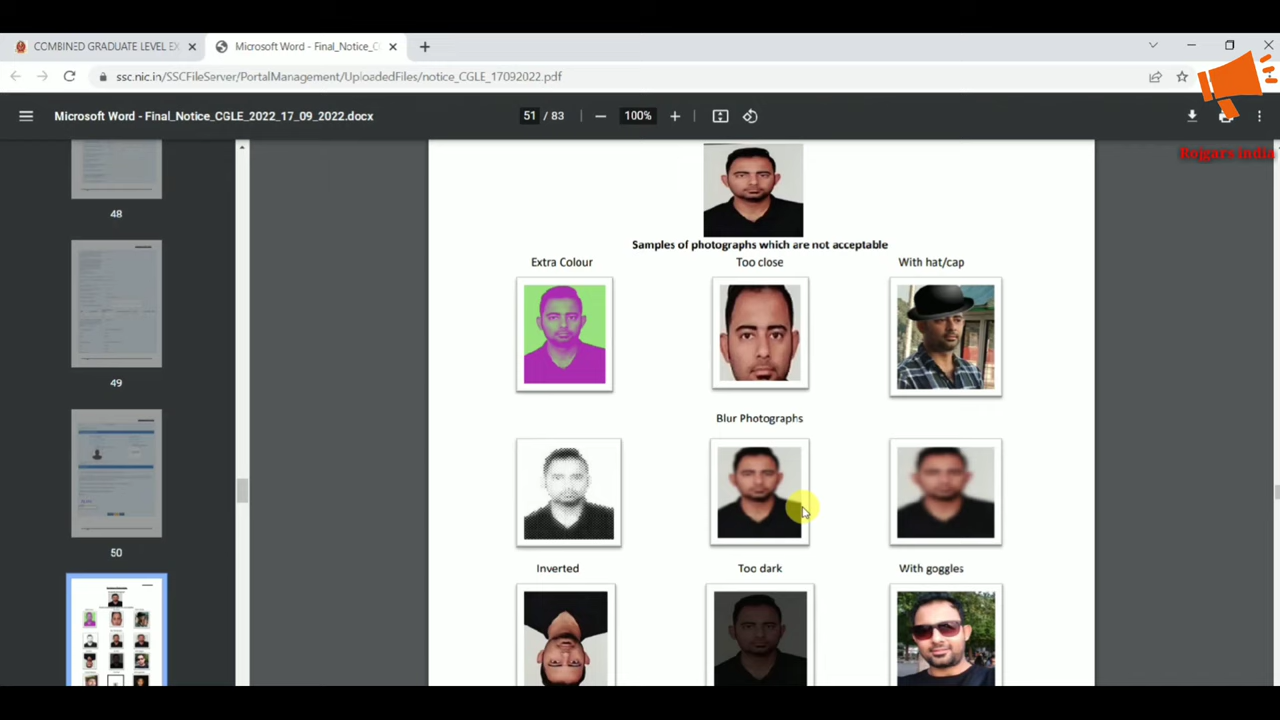 COMBINED GRADUATE LEVEL EX
Microsoft Word - Final_Notice_C
ssc.nic.in/SSCFileServer/PortalManagement/UploadedFiles/notice_CGLE_17092022.pdf
Microsoft Word - Final_Notice_CGLE_2022_17_09_2022.docx
51 / 83
100%
Rojgars India
48
49
50
Samples of photographs which are not acceptable
Extra Colour
Too close
With hat/cap
Blur Photographs
Inverted
Too dark
With goggles